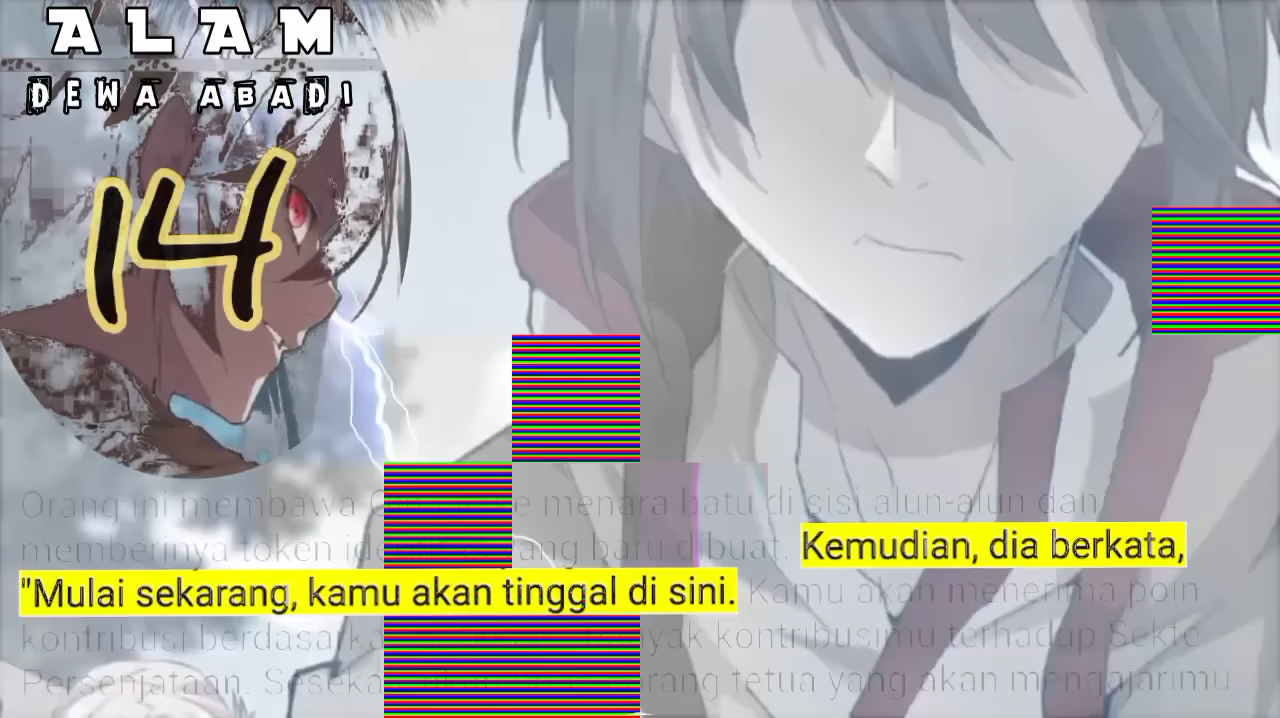 ALAM
DEWA ABADI
14
Orang ini membawa ke menara batu di sisi alun-alun dan
memberinya token yang baru dibuat. Kemudian, dia berkata,
"Mulai sekarang, kamu akan tinggal di sini. Kamu akan menerima poin
kontribusi kontribusimu terhadap Sekte
Persenjataan. tetua yang akan mengajarimu